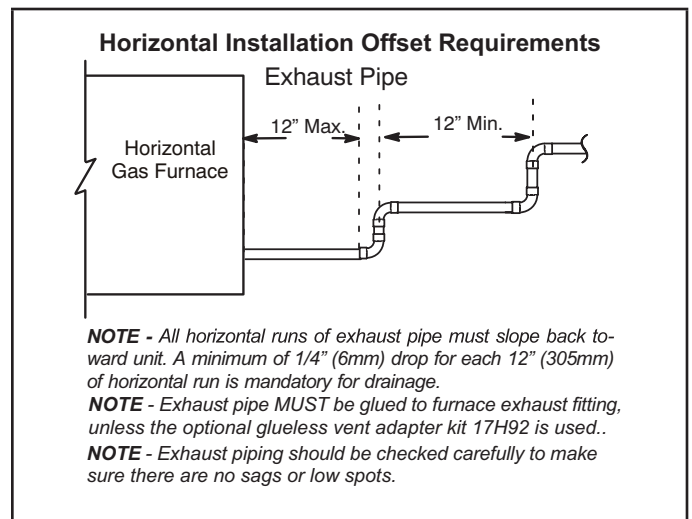 Horizontal Installation Offset Requirements
Exhaust Pipe
12” Max.
12” Min.
Horizontal
Gas Furnace
NOTE - All horizontal runs of exhaust pipe must slope back to-
ward unit. A minimum of 1/4” (6mm) drop for each 12” (305mm)
of horizontal run is mandatory for drainage.
NOTE - Exhaust pipe MUST be glued to furnace exhaust fitting,
unless the optional glueless vent adapter kit 17H92 is used..
NOTE - Exhaust piping should be checked carefully to make
sure there are no sags or low spots.